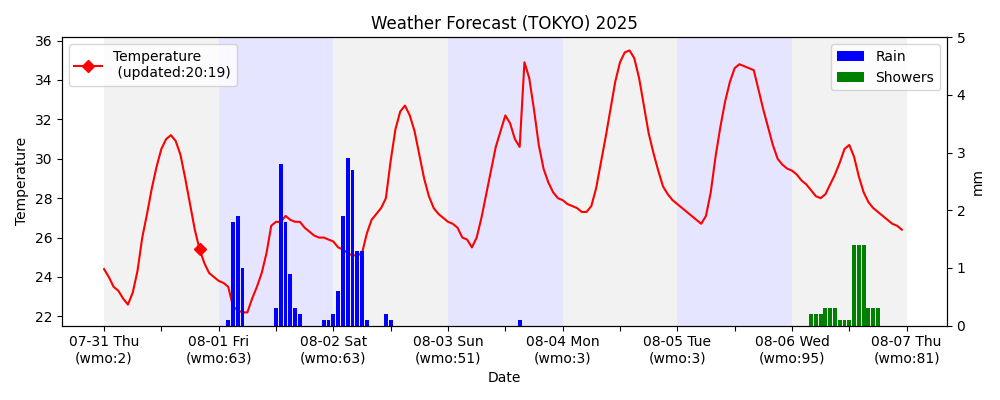 Weather Forecast (TOKYO) 2025
Temperature
(updated:20:19)
Rain
Showers
36
34
32
30
28
26
24
22
Temperature
5
4
3
2
1
0
mm
07-31 Thu
(wmo:2)
08-01 Fri
(wmo:63)
08-02 Sat
(wmo:63)
08-03 Sun
(wmo:51)
08-04 Mon
(wmo:3)
08-05 Tue
(wmo:3)
08-06 Wed
(wmo:95)
08-07 Thu
(wmo:81)
Date